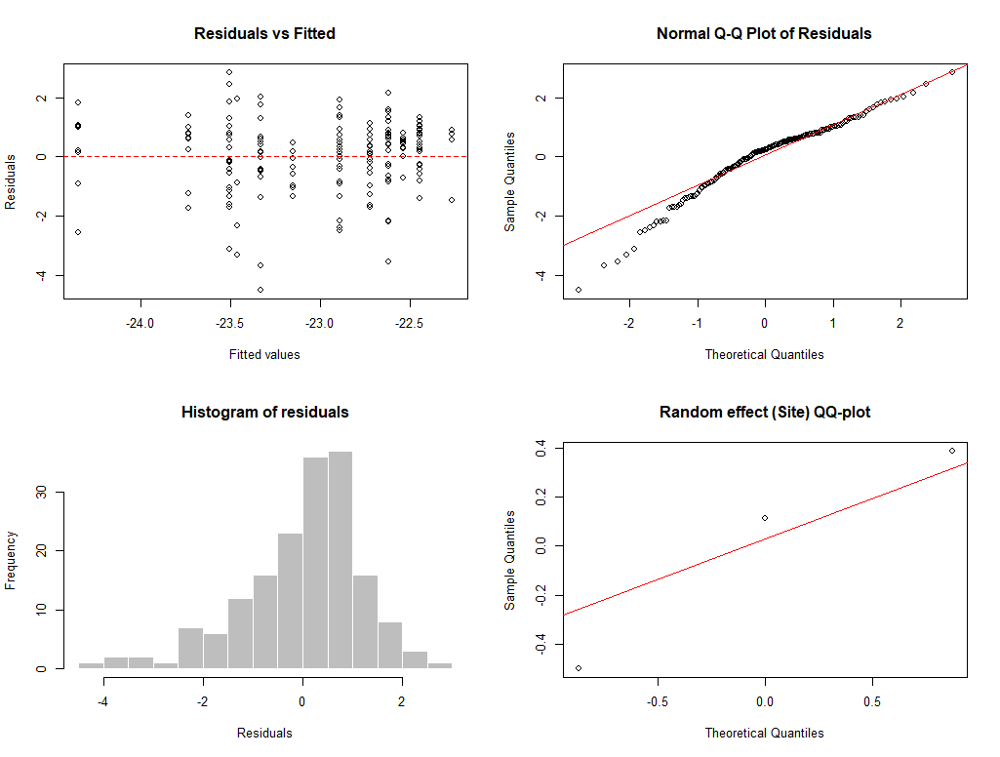 Residuals vs Fitted
2
0
-2
-4
Residuals
-24.0 -23.5 -23.0 -22.5
Fitted values
Normal Q-Q Plot of Residuals
2
0
-2
-4
Sample Quantiles
-2 -1 0 1 2
Theoretical Quantiles
Histogram of residuals
30
20
10
0
Frequency
-4 -2 0 2
Residuals
Random effect (Site) QQ-plot
0.4
0.2
0.0
-0.2
-0.4
Sample Quantiles
-0.5 0.0 0.5
Theoretical Quantiles